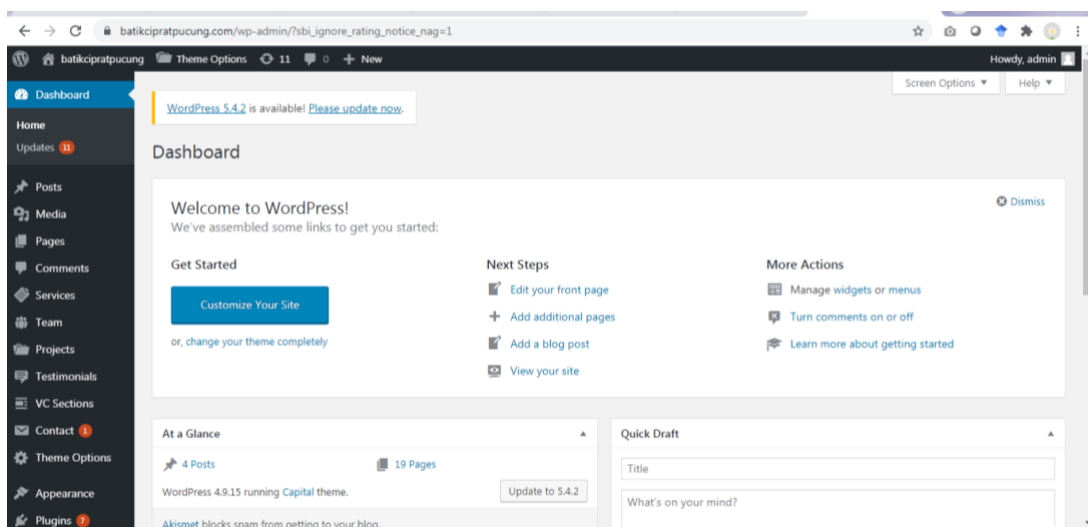 batikcipratpucung.com/wp-admin/?sbi_ignore_rating_notice_nag=1
batikcipratpucung Theme Options 11 0 New Howdy, admin
Screen Options Help
Dashboard
Home
Updates 11
Posts
Media
Pages
Comments
Services
Team
Projects
Testimonials
VC Sections
Contact 1
Theme Options
Appearance
Plugins 7
WordPress 5.4.2 is available! Please update now.
Dashboard
Welcome to WordPress!
We've assembled some links to get you started:
Dismiss
Get Started
Customize Your Site
or, change your theme completely
Next Steps
Edit your front page
Add additional pages
Add a blog post
View your site
More Actions
Manage widgets or menus
Turn comments on or off
Learn more about getting started
At a Glance
4 Posts 19 Pages
WordPress 4.9.15 running Capital theme. Update to 5.4.2
Akismet blocks spam from getting to your blog.
Quick Draft
Title
What's on your mind?